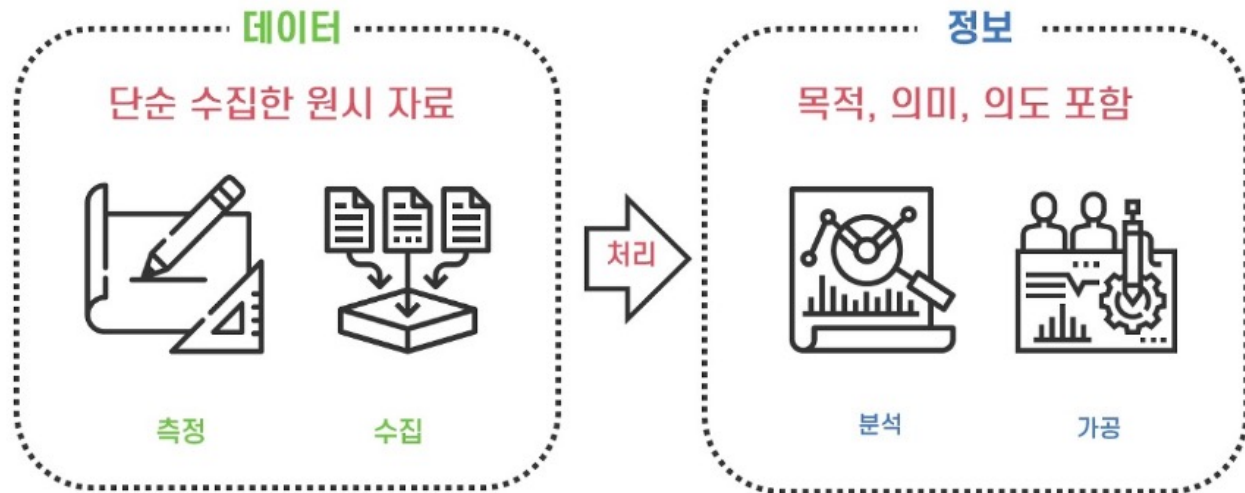 데이터
단순 수집한 원시 자료
측정
수집
처리
정보
목적, 의미, 의도 포함
분석
가공